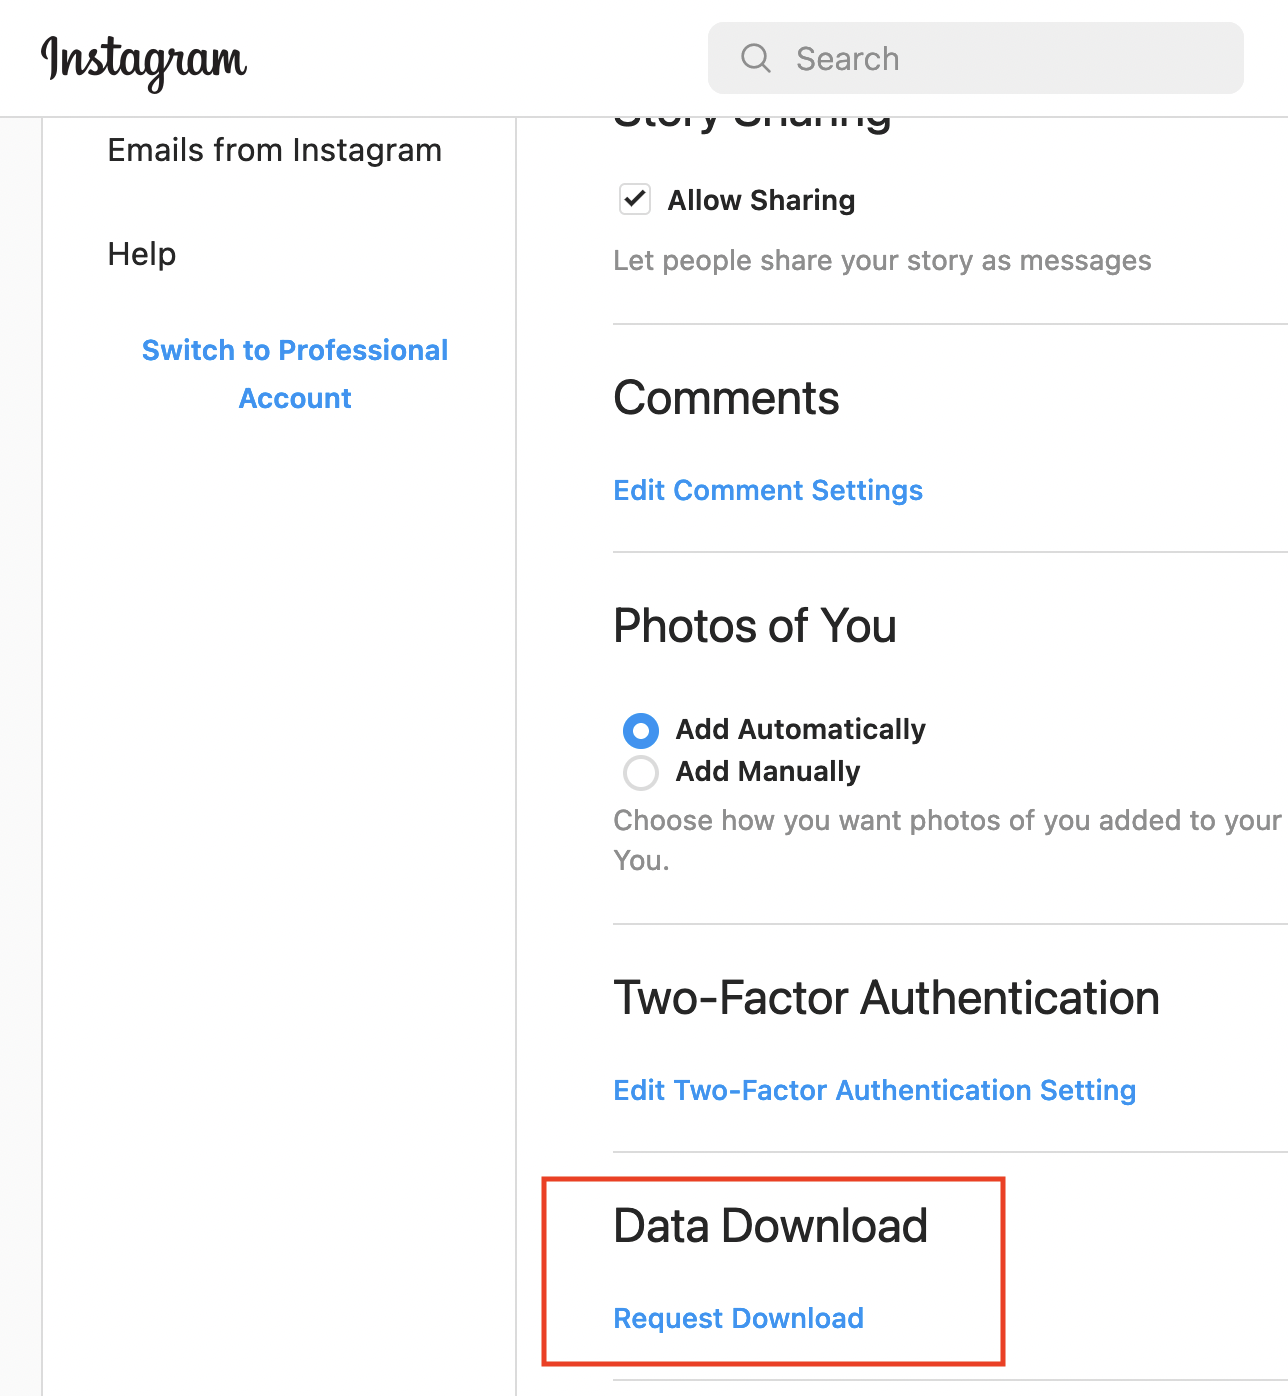 Instagram
Search
Emails from Instagram
Help
Switch to Professional
Account
Story Sharing
Allow Sharing
Let people share your story as messages
Comments
Edit Comment Settings
Photos of You
Add Automatically
Add Manually
Choose how you want photos of you added to your
You.
Two-Factor Authentication
Edit Two-Factor Authentication Setting
Data Download
Request Download